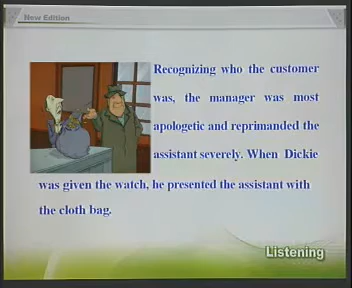 New Edition
Recognizing who the customer
was, the manager was most
apologetic and reprimanded the
assistant severely. When Dickie
was given the watch, he presented the assistant with
the cloth bag.
Listening